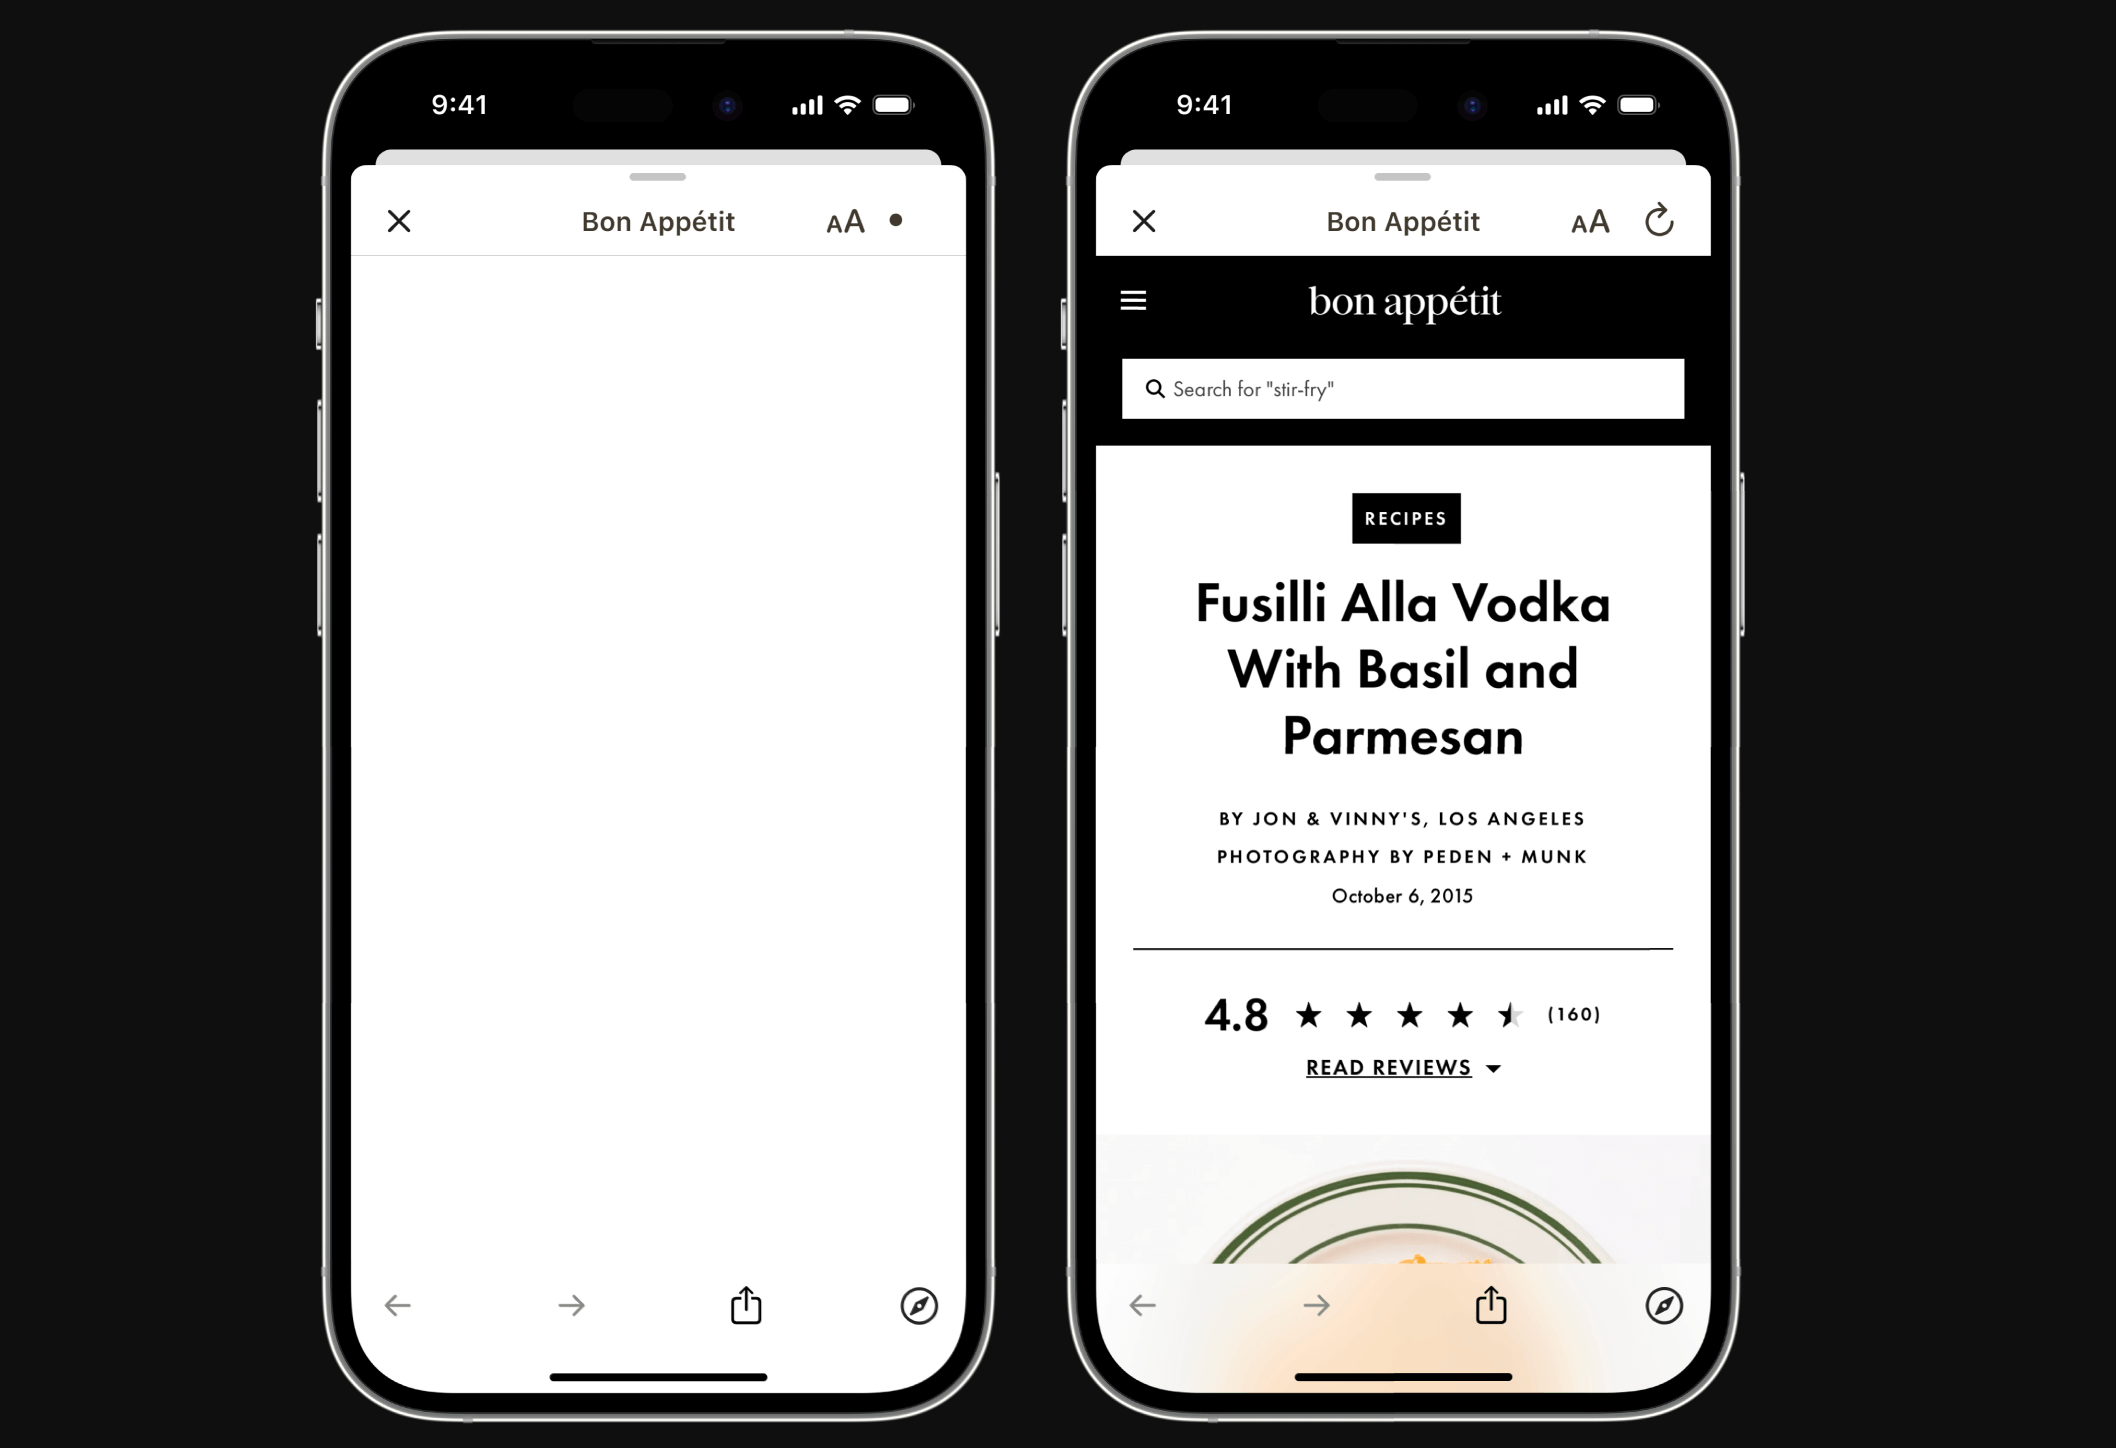 9:41
Bon Appétit
AA
9:41
Bon Appétit
AA
bon appétit
Search for "stir-fry"
RECIPES
Fusilli Alla Vodka
With Basil and
Parmesan
BY JON & VINNY'S, LOS ANGELES
PHOTOGRAPHY BY PEDEN + MUNK
October 6, 2015
4.8 ★ ★ ★ ★ (160)
READ REVIEWS